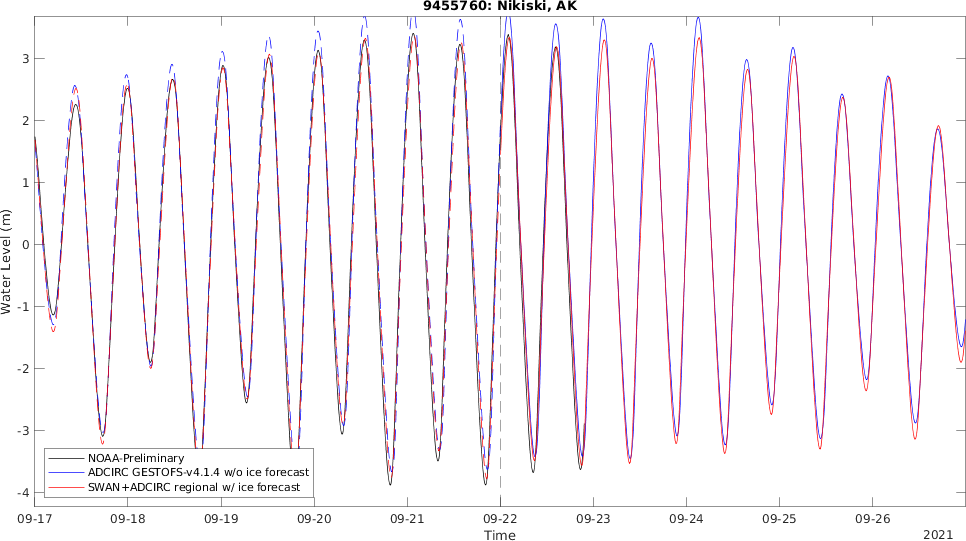 9455760: Nikiski, AK
3
2
1
0
-1
-2
-3
-4
Water Level (m)
NOAA-Preliminary
ADCIRC GESTOFS-v4.1.4 w/o ice forecast
SWAN+ADCIRC regional w/ ice forecast
09-17 09-18 09-19 09-20 09-21 09-22 09-23 09-24 09-25 09-26
Time
2021